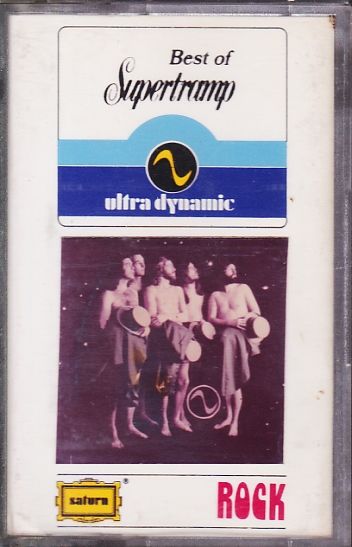 Best of
Supertramp
ultra dynamic
saturn ®
ROCK